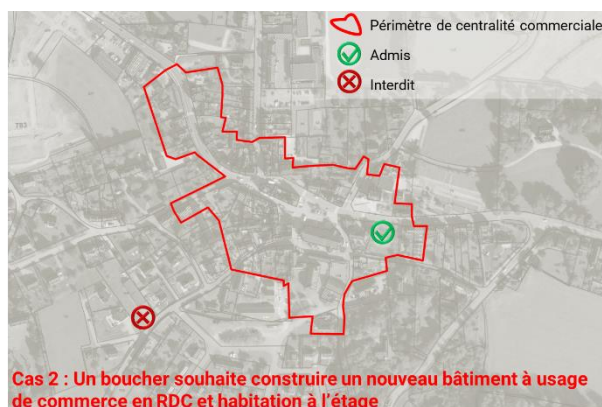 Périmètre de centralité commerciale
Admis
Interdit
TB3
Cas 2 : Un boucher souhaite construire un nouveau bâtiment à usage
de commerce en RDC et habitation à l'étage